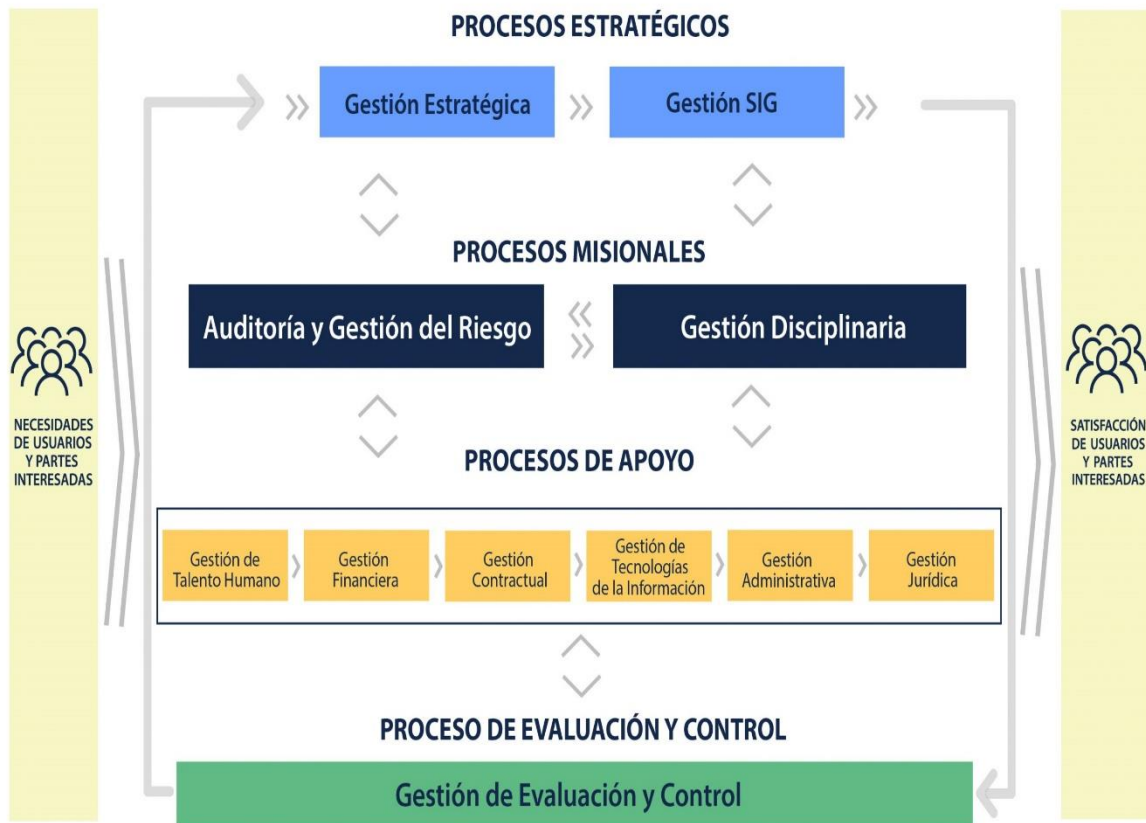 PROCESOS ESTRATÉGICOS
Gestión Estratégica
Gestión SIG
PROCESOS MISIONALES
Auditoría y Gestión del Riesgo
Gestión Disciplinaria
NECESIDADES
DE USUARIOS
Y PARTES
INTERESADAS
SATISFACCIÓN
DE USUARIOS
Y PARTES
INTERESADAS
PROCESOS DE APOYO
Gestión de
Talento Humano
Gestión
Financiera
Gestión
Contractual
Gestión de
Tecnologías
de la Información
Gestión
Administrativa
Gestión
Jurídica
PROCESO DE EVALUACIÓN Y CONTROL
Gestión de Evaluación y Control